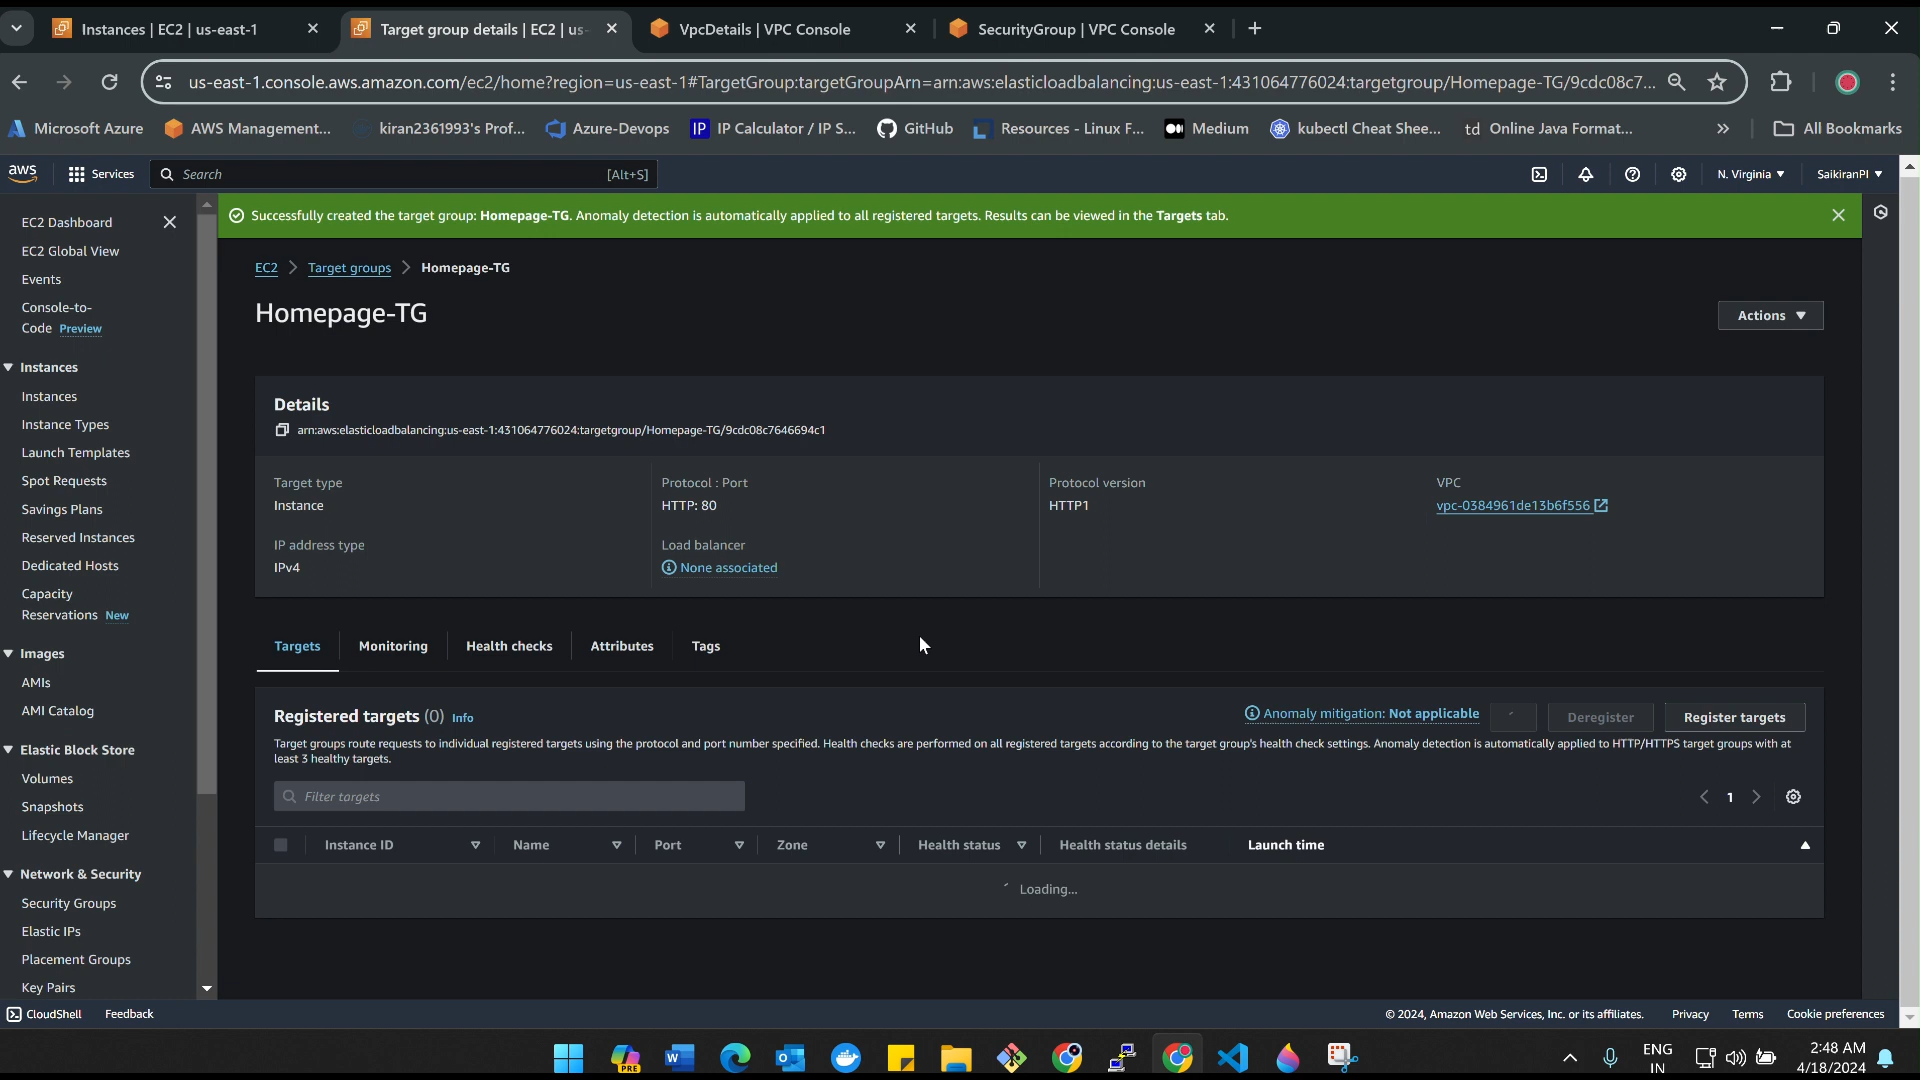 Instances | EC2 | us-east-1
Target group details | EC2 | us-
VpcDetails | VPC Console
SecurityGroup | VPC Console
us-east-1.console.aws.amazon.com/ec2/home?region=us-east-1#TargetGroup:targetGroupArn=arn:aws:elasticloadbalancing:us-east-1:431064776024:targetgroup/Homepage-TG/9cdc08c7...
Microsoft Azure
AWS Management...
kiran2361993's Prof...
Azure-Devops
IP
IP Calculator / IP S...
GitHub
Resources - Linux F...
Medium
kubectl Cheat Shee...
td Online Java Format...
All Bookmarks
aws
Services
Search
[Alt+S]
N. Virginia
SaikiranPI
EC2 Dashboard
EC2 Global View
Events
Console-to-
Code Preview
Instances
Instances
Instance Types
Launch Templates
Spot Requests
Savings Plans
Reserved Instances
Dedicated Hosts
Capacity
Reservations New
Images
AMIs
AMI Catalog
Elastic Block Store
Volumes
Snapshots
Lifecycle Manager
Network & Security
Security Groups
Elastic IPs
Placement Groups
Key Pairs
Successfully created the target group: Homepage-TG. Anomaly detection is automatically applied to all registered targets. Results can be viewed in the Targets tab.
EC2
Target groups
Homepage-TG
Homepage-TG
Actions
Details
arn:aws:elasticloadbalancing:us-east-1:431064776024:targetgroup/Homepage-TG/9cdc08c7646694c1
Target type
Instance
Protocol : Port
HTTP: 80
Protocol version
HTTP1
VPC
vpc-0384961de13b6f556
IP address type
IPv4
Load balancer
None associated
Targets
Monitoring
Health checks
Attributes
Tags
Registered targets (0) Info
Anomaly mitigation: Not applicable
Deregister
Register targets
Target groups route requests to individual registered targets using the protocol and port number specified. Health checks are performed on all registered targets according to the target group's health check settings. Anomaly detection is automatically applied to HTTP/HTTPS target groups with at
least 3 healthy targets.
Filter targets
1
Instance ID
Name
Port
Zone
Health status
Health status details
Launch time
Loading...
CloudShell
Feedback
© 2024, Amazon Web Services, Inc. or its affiliates.
Privacy
Terms
Cookie preferences
PRE
ENG
IN
2:48 AM
4/18/2024